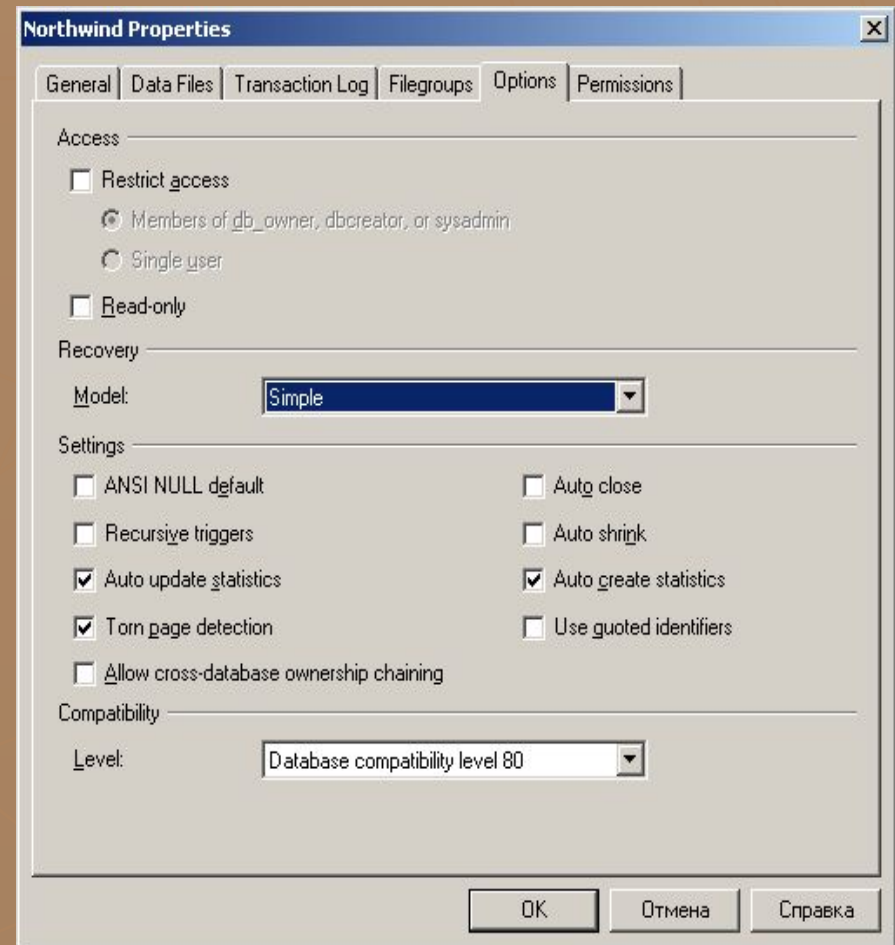 Northwind Properties
General Data Files Transaction Log Filegroups Options Permissions
Access
Restrict access
Members of db_owner, dbcreator, or sysadmin
Single user
Read-only
Recovery
Model: Simple
Settings
ANSI NULL default Auto close
Recursive triggers Auto shrink
Auto update statistics Auto create statistics
Torn page detection Use quoted identifiers
Allow cross-database ownership chaining
Compatibility
Level: Database compatibility level 80
OK Отмена Справка